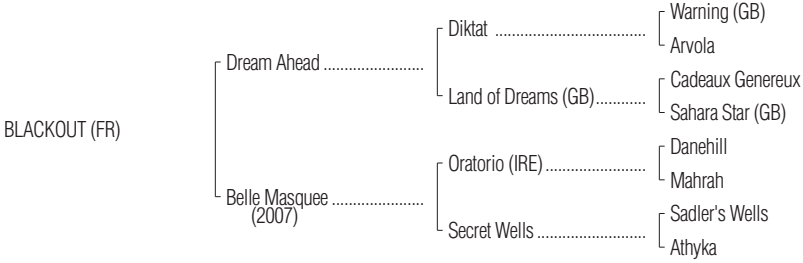 Warning (GB)
Diktat ......................................
Arvola
Dream Ahead .........................
Cadeaux Genereux
Land of Dreams (GB)............
Sahara Star (GB)
BLACKOUT (FR)
Danehill
Oratorio (IRE) ..........................
Mahrah
Belle Masquee .......................
(2007)
Sadler's Wells
Secret Wells ...........................
Athyka